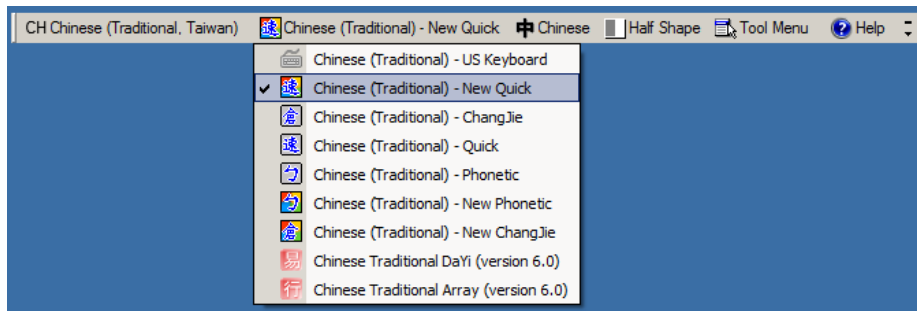 CH Chinese (Traditional, Taiwan) 速 Chinese (Traditional) - New Quick 中 Chinese Half Shape Tool Menu ? Help
Chinese (Traditional) - US Keyboard
速 Chinese (Traditional) - New Quick
倉 Chinese (Traditional) - ChangJie
速 Chinese (Traditional) - Quick
ㄅ Chinese (Traditional) - Phonetic
ㄅ Chinese (Traditional) - New Phonetic
倉 Chinese (Traditional) - New ChangJie
易 Chinese Traditional DaYi (version 6.0)
行 Chinese Traditional Array (version 6.0)